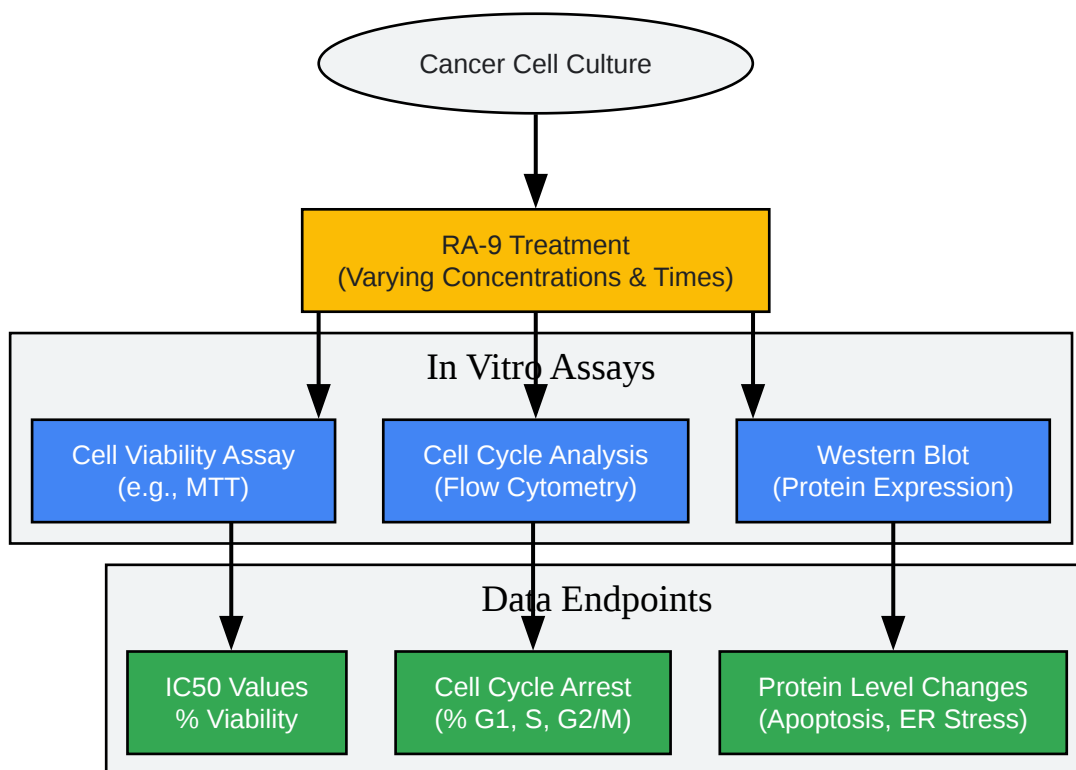 Cancer Cell Culture
RA-9 Treatment
(Varying Concentrations & Times)
In Vitro Assays
Cell Viability Assay
(e.g., MTT)
Cell Cycle Analysis
(Flow Cytometry)
Western Blot
(Protein Expression)
Data Endpoints
IC50 Values
% Viability
Cell Cycle Arrest
(% G1, S, G2/M)
Protein Level Changes
(Apoptosis, ER Stress)